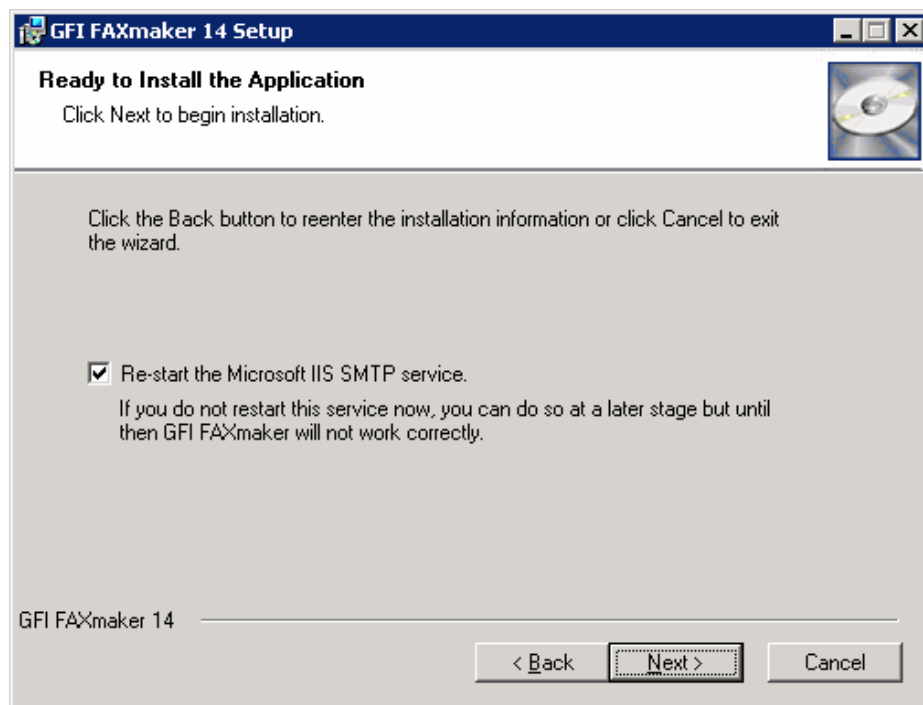 GFI FAXmaker 14 Setup
Ready to Install the Application
Click Next to begin installation.
Click the Back button to reenter the installation information or click Cancel to exit
the wizard.
Re-start the Microsoft IIS SMTP service.
If you do not restart this service now, you can do so at a later stage but until
then GFI FAXmaker will not work correctly.
GFI FAXmaker 14
< Back Next > Cancel